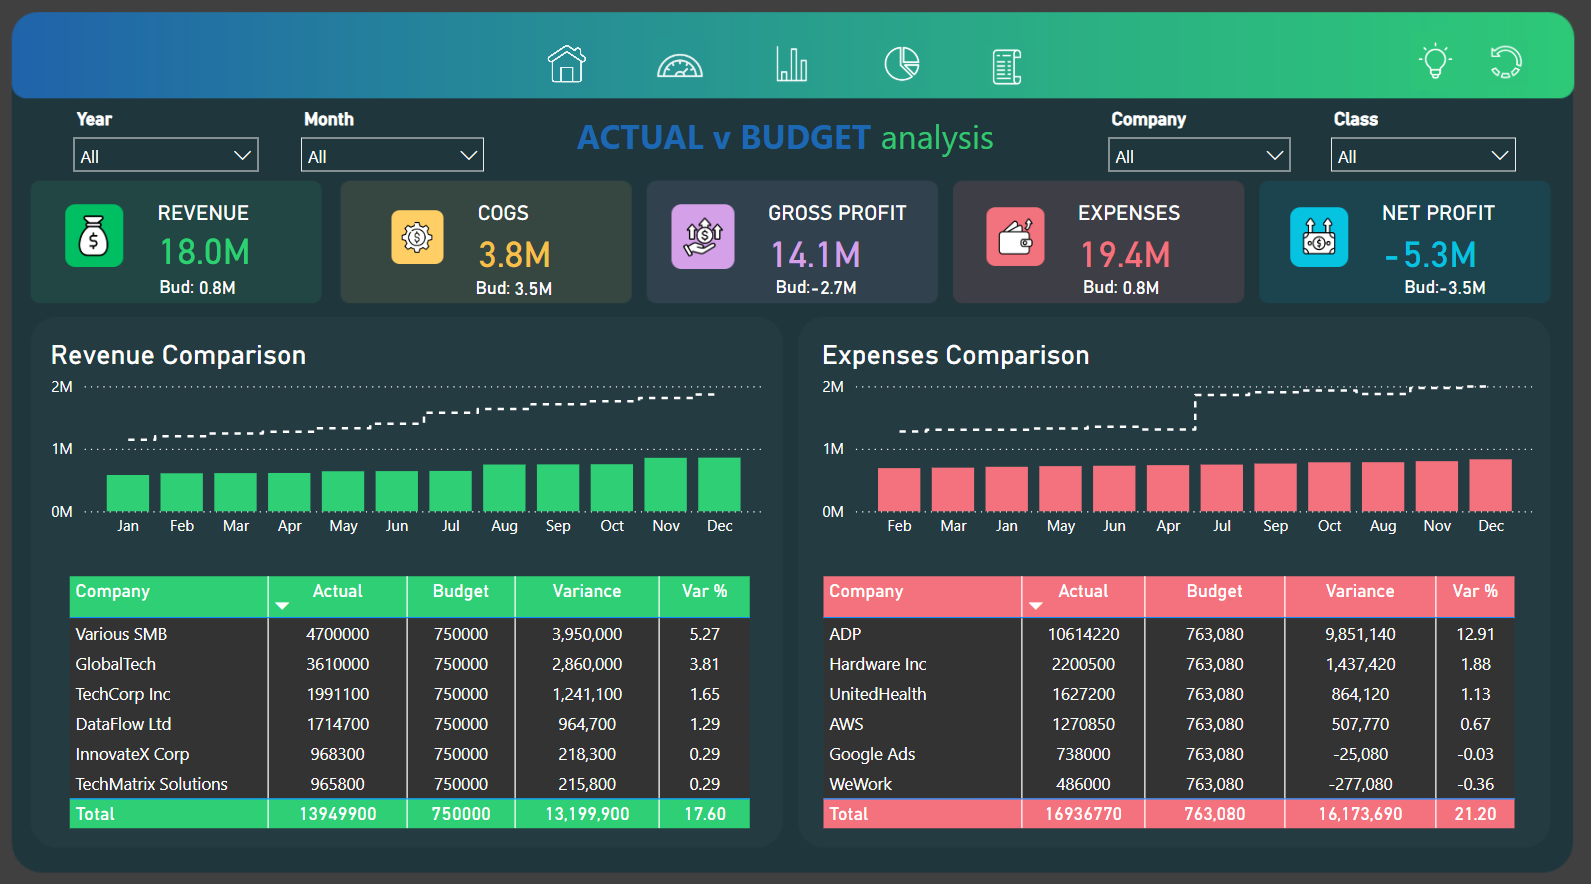 Year Month Company Class
ACTUAL v BUDGET analysis
All All All All
REVENUE
18.0M
Bud: 0.8M
COGS
3.8M
Bud: 3.5M
GROSS PROFIT
14.1M
Bud:-2.7M
EXPENSES
19.4M
Bud: 0.8M
NET PROFIT
-5.3M
Bud:-3.5M
Revenue Comparison
2M
1M
0M
Jan Feb Mar Apr May Jun Jul Aug Sep Oct Nov Dec
Company Actual Budget Variance Var %
Various SMB 4700000 750000 3,950,000 5.27
GlobalTech 3610000 750000 2,860,000 3.81
TechCorp Inc 1991100 750000 1,241,100 1.65
DataFlow Ltd 1714700 750000 964,700 1.29
InnovateX Corp 968300 750000 218,300 0.29
TechMatrix Solutions 965800 750000 215,800 0.29
Total 13949900 750000 13,199,900 17.60
Expenses Comparison
2M
1M
0M
Feb Mar Jan May Jun Apr Jul Sep Oct Aug Nov Dec
Company Actual Budget Variance Var %
ADP 10614220 763,080 9,851,140 12.91
Hardware Inc 2200500 763,080 1,437,420 1.88
UnitedHealth 1627200 763,080 864,120 1.13
AWS 1270850 763,080 507,770 0.67
Google Ads 738000 763,080 -25,080 -0.03
WeWork 486000 763,080 -277,080 -0.36
Total 16936770 763,080 16,173,690 21.20